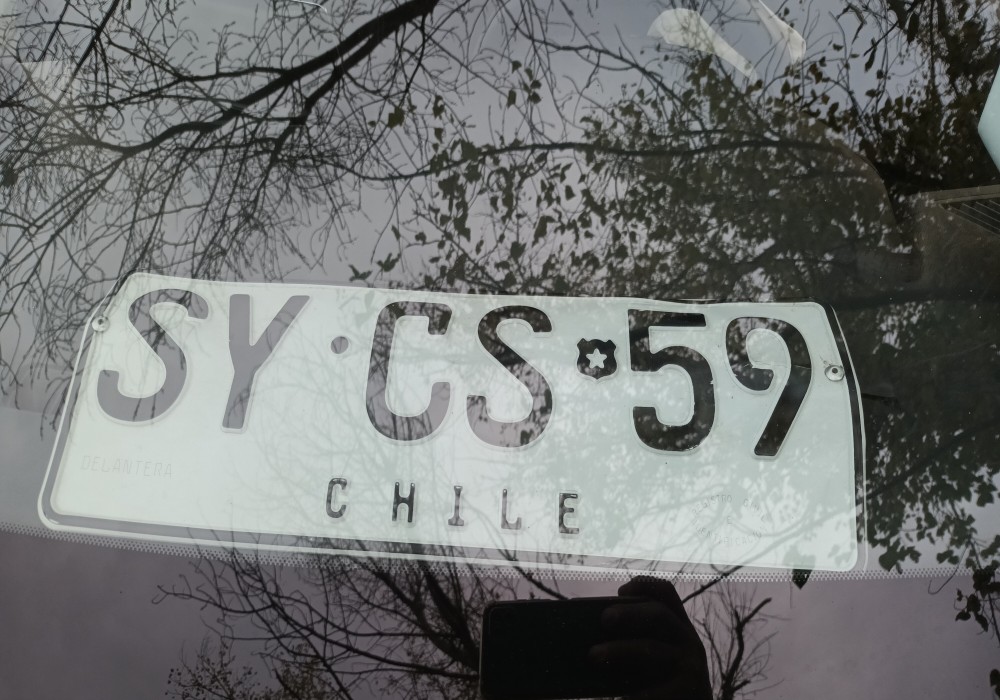 SY·CS 59
DELANTERA
CHILE